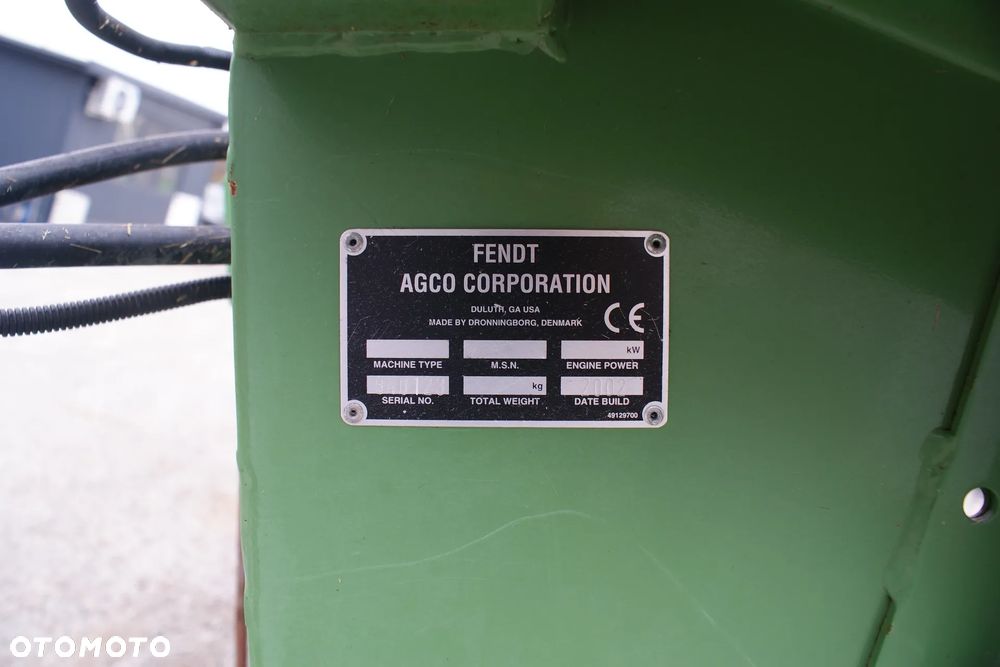 FENDT
AGCO CORPORATION
DULUTH, GA USA
MADE BY DRONNINGBORG, DENMARK
CE
kW
MACHINE TYPE M.S.N. ENGINE POWER
kg 2002
SERIAL NO. TOTAL WEIGHT DATE BUILD
49129700
OTOMOTO